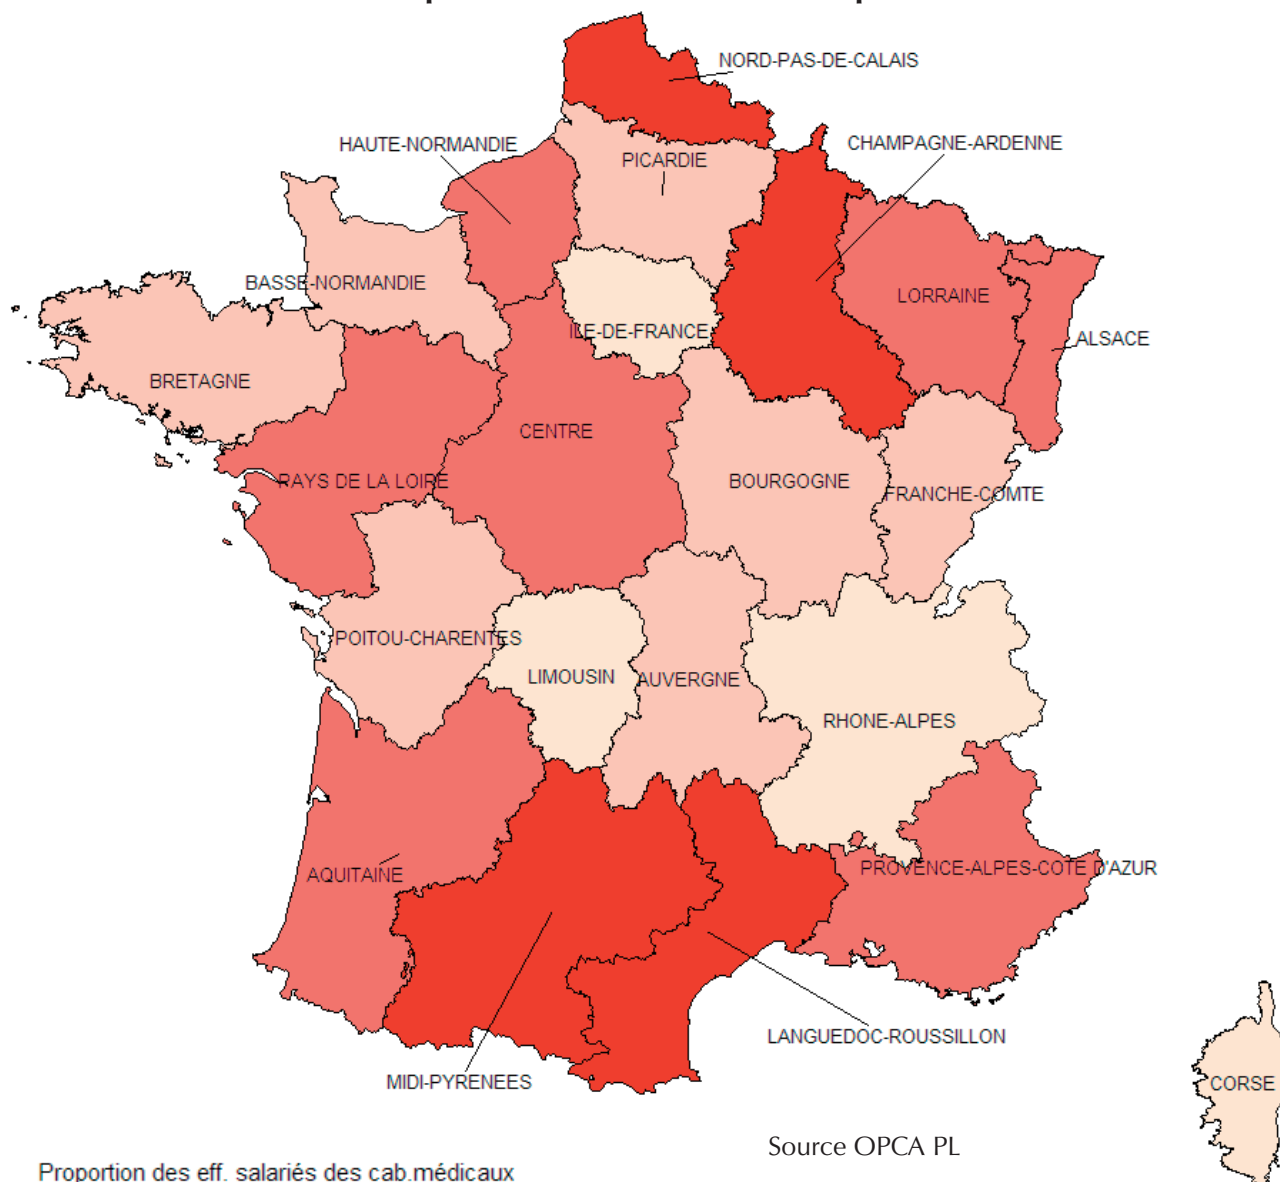 NORD-PAS-DE-CALAIS
HAUTE-NORMANDIE
CHAMPAGNE-ARDENNE
PICARDIE
BASSE-NORMANDIE
LORRAINE
ILE-DE-FRANCE
ALSACE
BRETAGNE
CENTRE
PAYS DE LA LOIRE
BOURGOGNE
FRANCHE-COMTE
POITOU-CHARENTES
LIMOUSIN
AUVERGNE
RHONE-ALPES
AQUITAINE
PROVENCE-ALPES-COTE D'AZUR
LANGUEDOC-ROUSSILLON
MIDI-PYRENEES
CORSE
Source OPCA PL
Proportion des eff. salariés des cab.médicaux